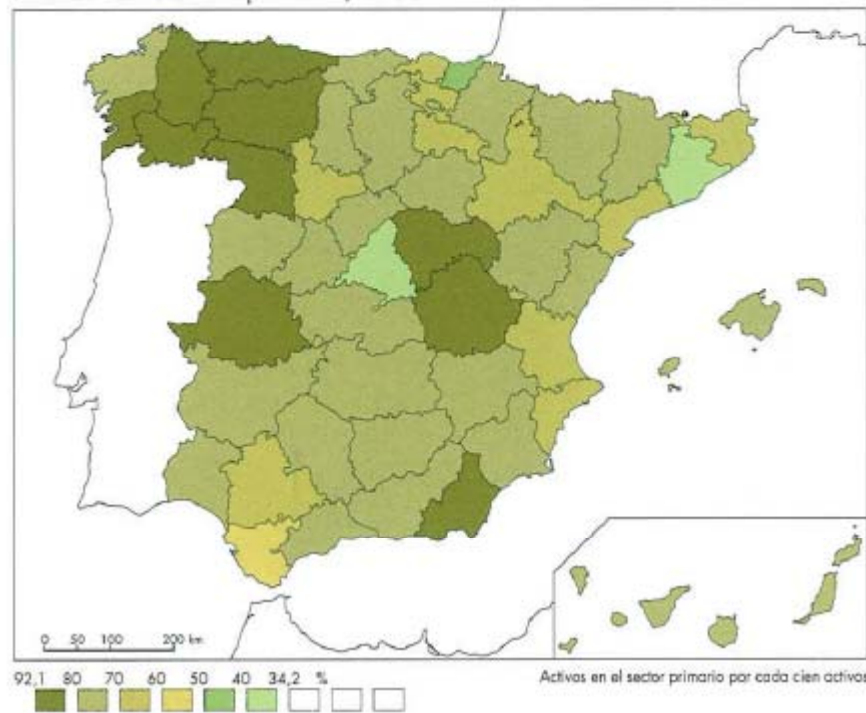 0 50 100 200 km
92,1 80 70 60 50 40 34,2 %
Activos en el sector primario por cada cien activos